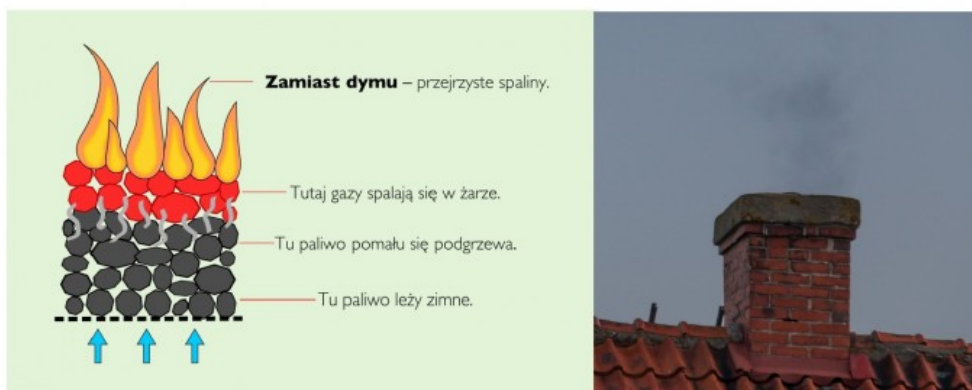 Zamiast dymu – przejrzyste spaliny.
Tutaj gazy spalają się w żarze.
Tu paliwo pomału się podgrzewa.
Tu paliwo leży zimne.